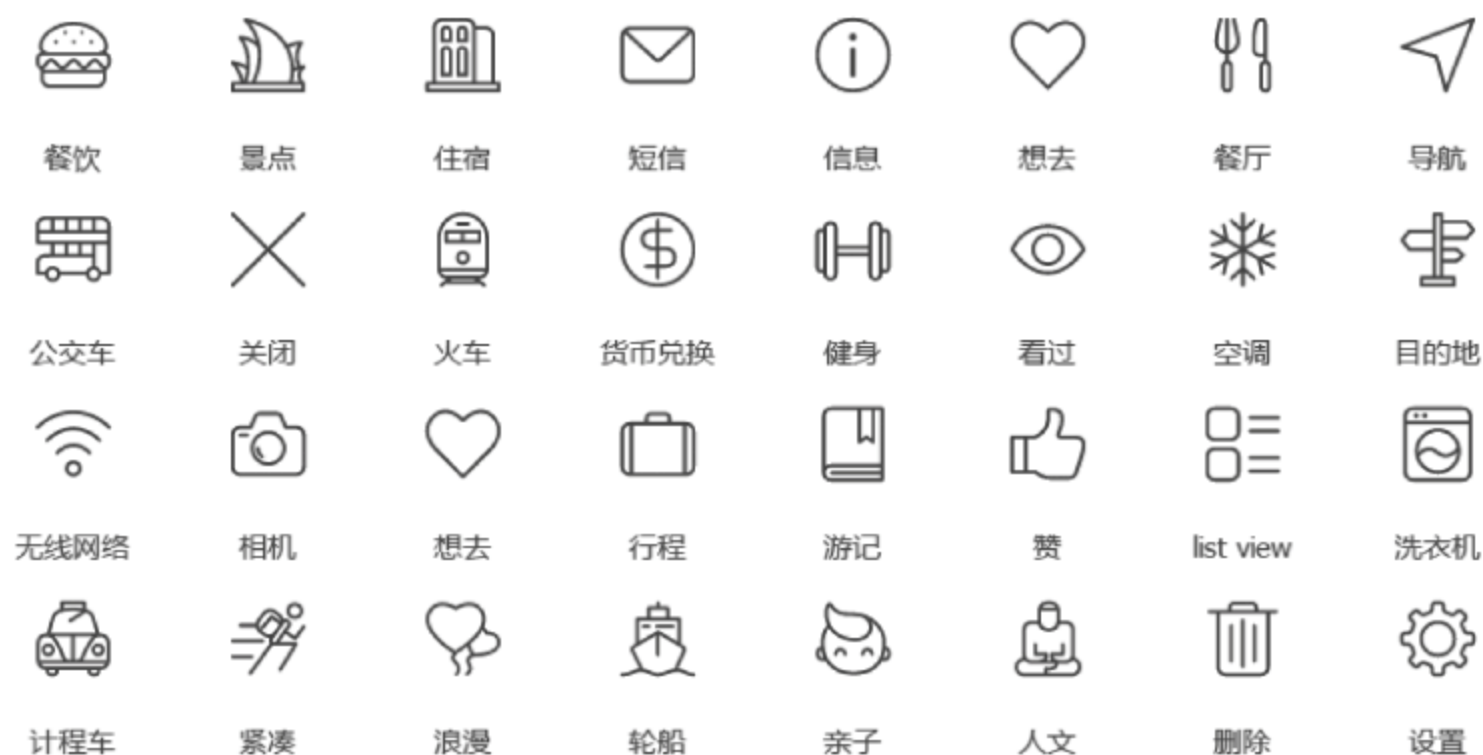 餐饮 景点 住宿 短信 信息 想去 餐厅 导航
公交车 关闭 火车 货币兑换 健身 看过 空调 目的地
无线网络 相机 想去 行程 游记 赞 list view 洗衣机
计程车 紧凑 浪漫 轮船 亲子 人文 删除 设置